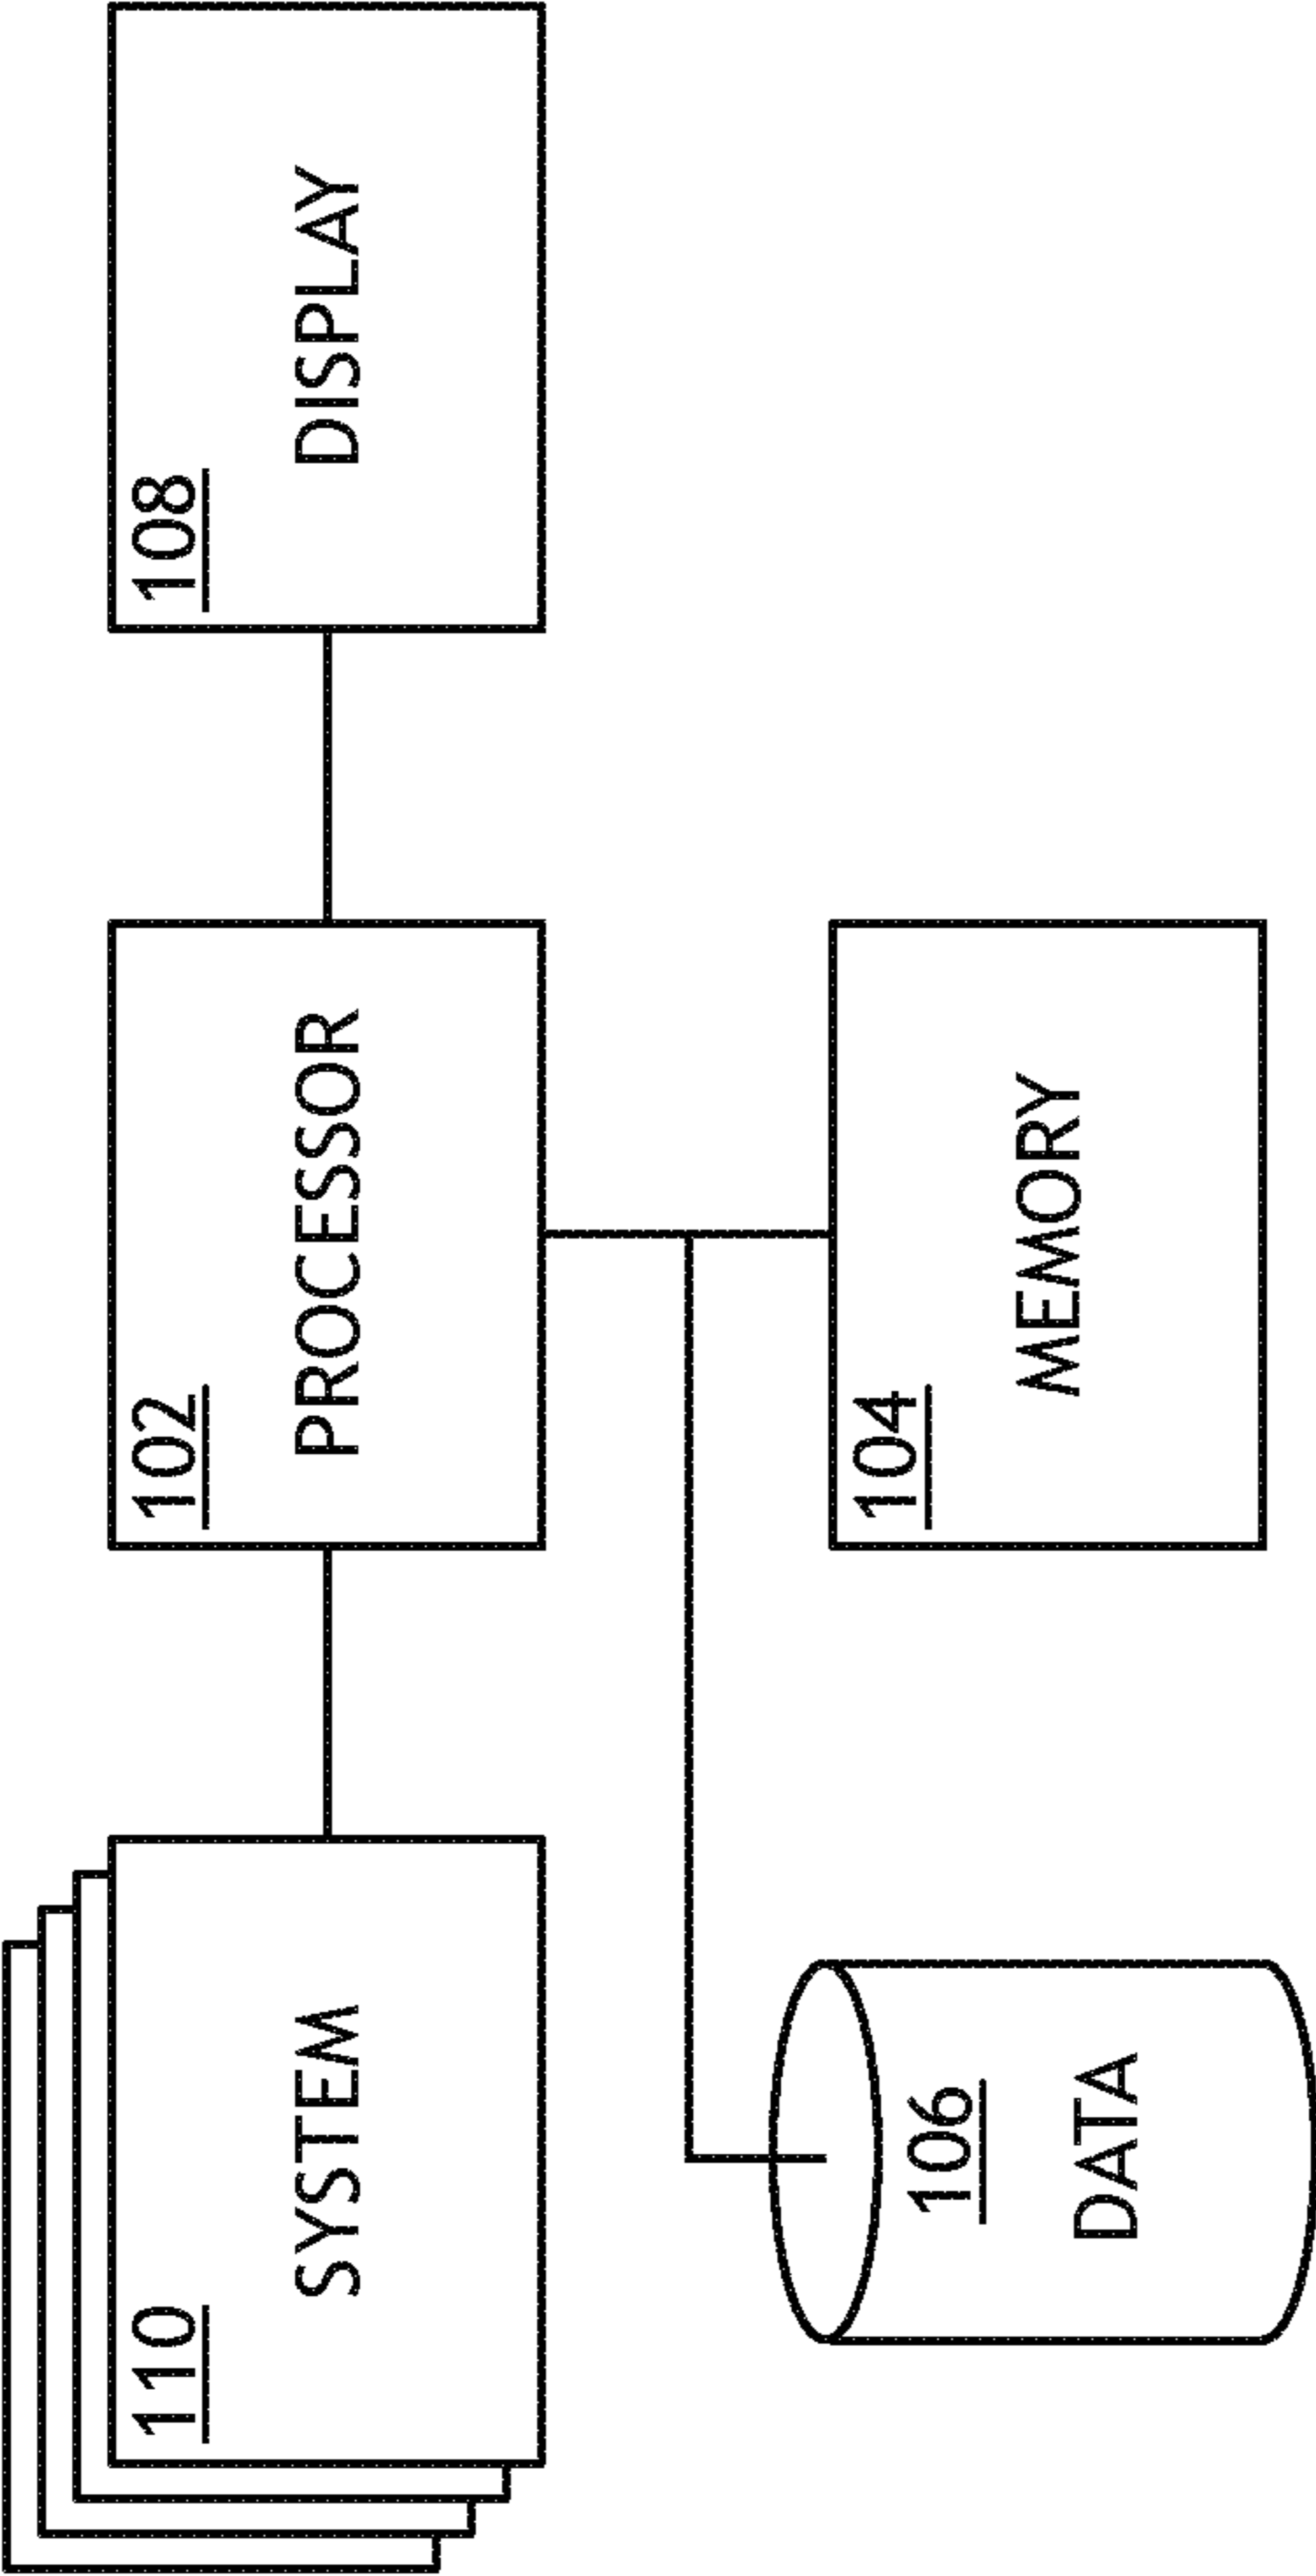 110
SYSTEM
102
PROCESSOR
108
DISPLAY
106
DATA
104
MEMORY